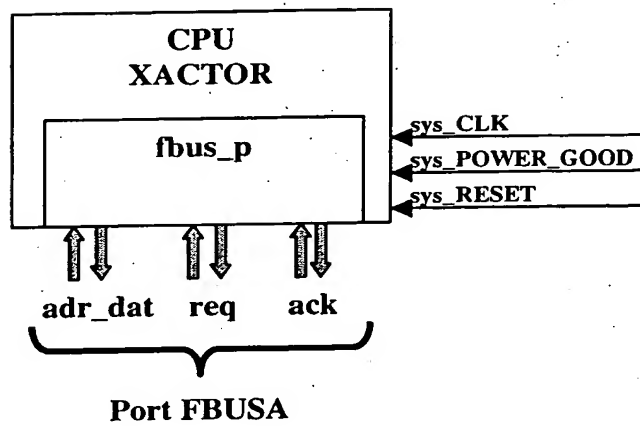 CPU
XACTOR
fbus_p
sys_CLK
sys_POWER_GOOD
sys_RESET
adr_dat req ack
Port FBUSA